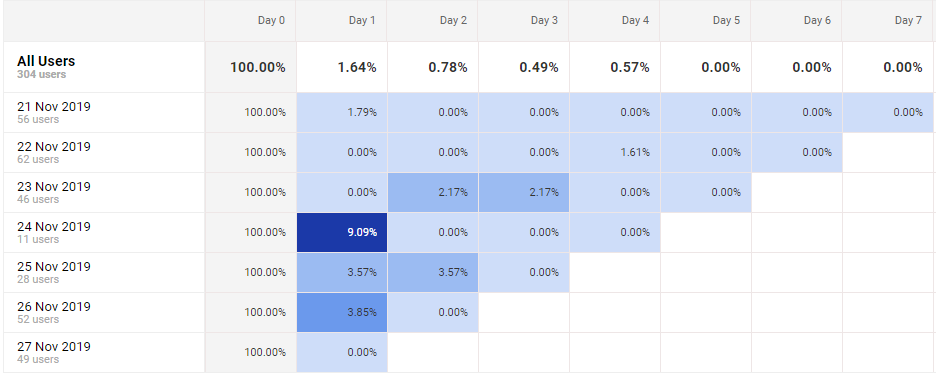 Day 0 Day 1 Day 2 Day 3 Day 4 Day 5 Day 6 Day 7
All Users
304 users
100.00% 1.64% 0.78% 0.49% 0.57% 0.00% 0.00% 0.00%
21 Nov 2019
56 users
100.00% 1.79% 0.00% 0.00% 0.00% 0.00% 0.00% 0.00%
22 Nov 2019
62 users
100.00% 0.00% 0.00% 0.00% 1.61% 0.00% 0.00%
23 Nov 2019
46 users
100.00% 0.00% 2.17% 2.17% 0.00% 0.00%
24 Nov 2019
11 users
100.00% 9.09% 0.00% 0.00% 0.00%
25 Nov 2019
28 users
100.00% 3.57% 3.57% 0.00%
26 Nov 2019
52 users
100.00% 3.85% 0.00%
27 Nov 2019
49 users
100.00% 0.00%